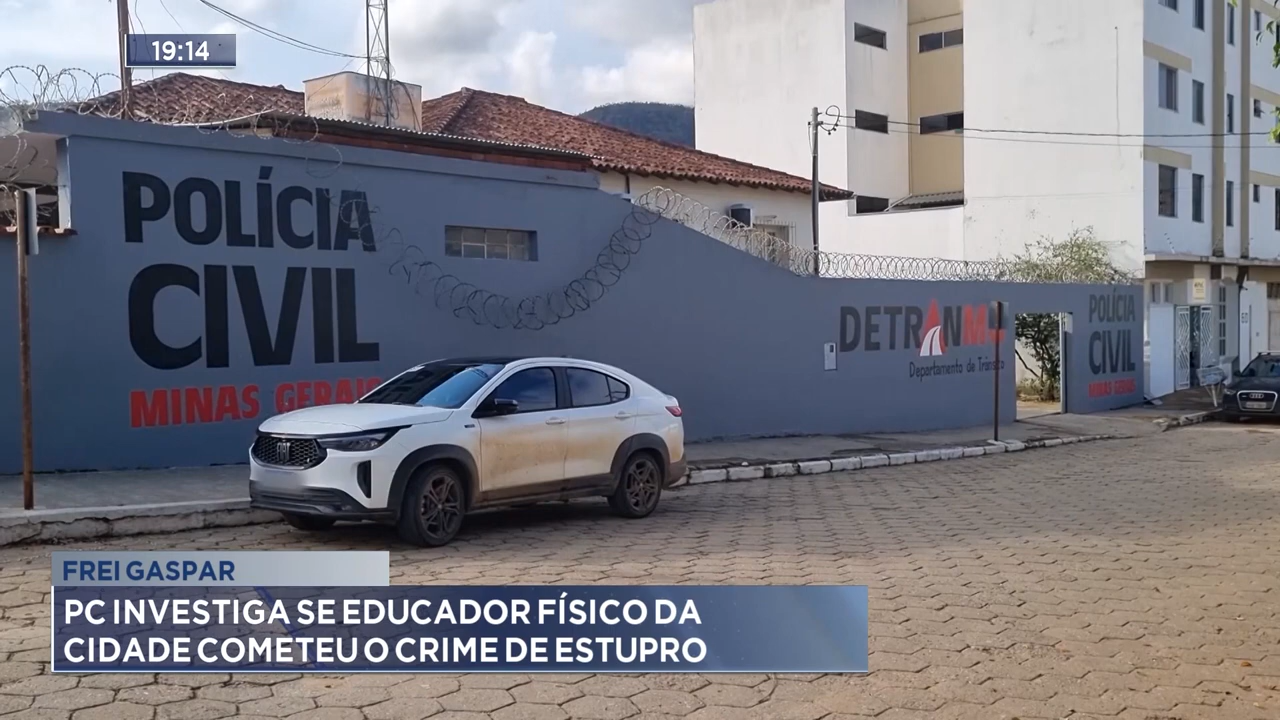 19:14
POLÍCIA
CIVIL
MINAS GERAIS
DETRAN MG
Departamento de Trânsito
POLÍCIA
CIVIL
MINAS GERAIS
FREI GASPAR
PC INVESTIGA SE EDUCADOR FÍSICO DA
CIDADE COMETEU O CRIME DE ESTUPRO